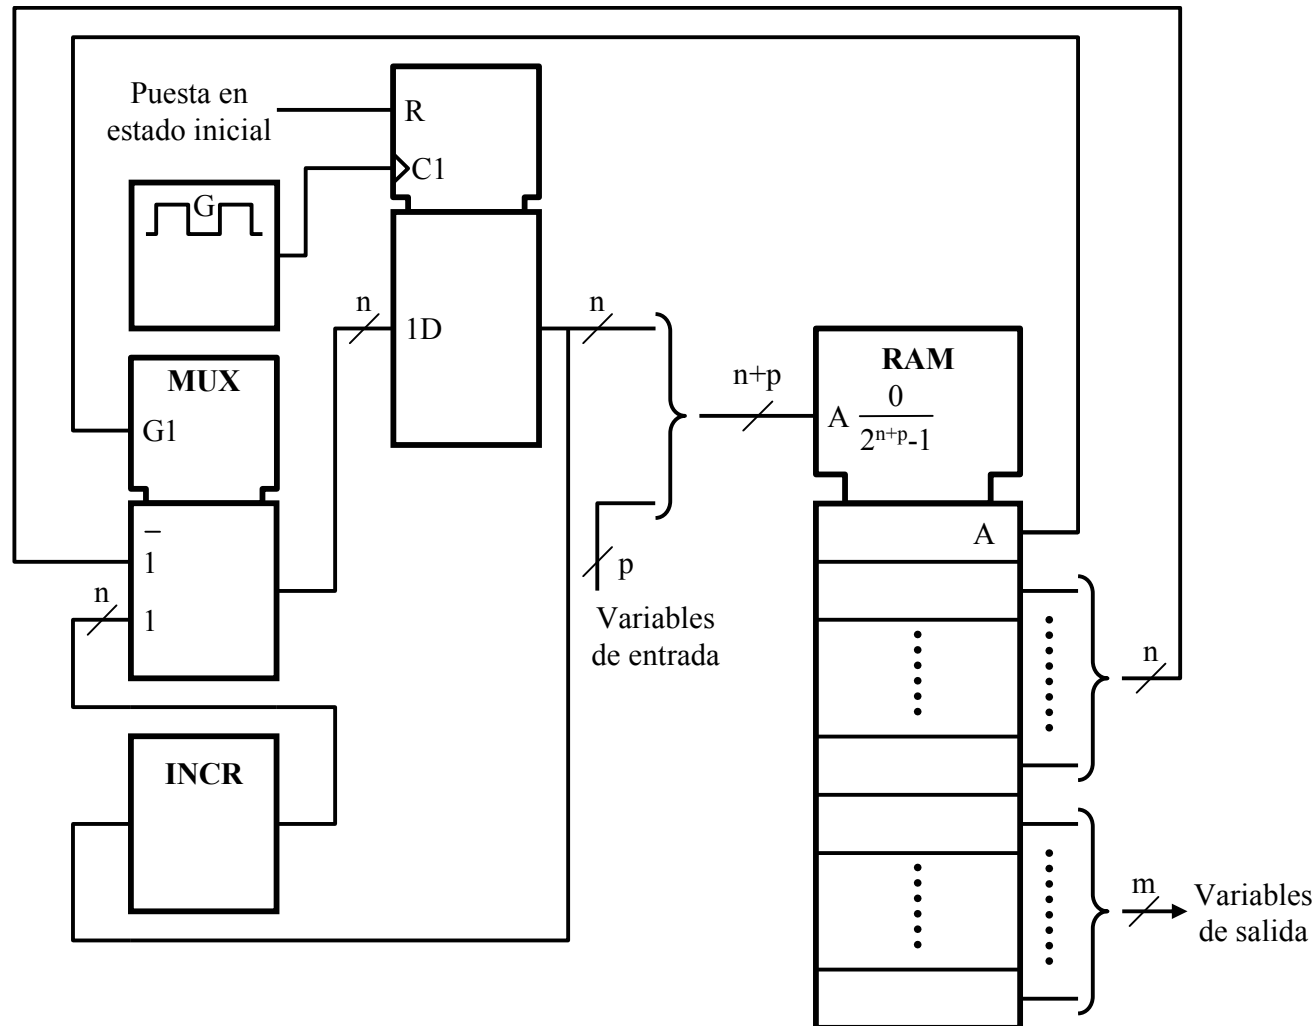 Puesta en
estado inicial
R
C1
G
n
1D
n
MUX
G1
1̅
n
1
INCR
n+p
RAM
A 0
2ⁿ⁺ᵖ-1
A
p
Variables
de entrada
n
m
Variables
de salida